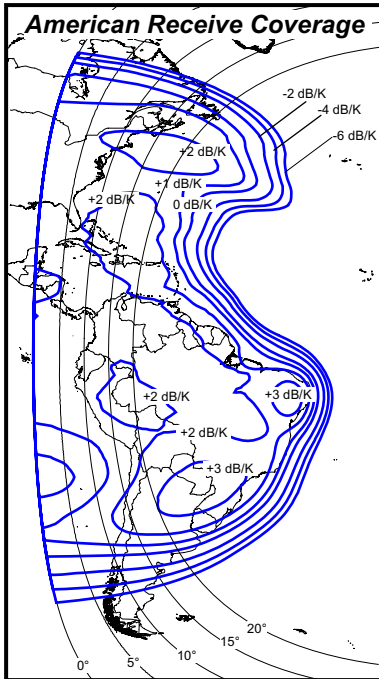 American Receive Coverage
-2 dB/K
-4 dB/K
-6 dB/K
+2 dB/K
+1 dB/K
+2 dB/K
0 dB/K
+2 dB/K
+3 dB/K
+2 dB/K
+3 dB/K
20°
15°
10°
5°
0°